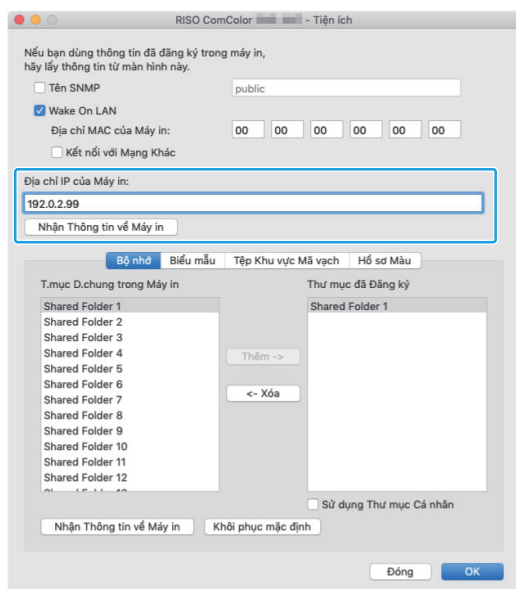 RISO ComColor - Tiện ích
Nếu bạn dùng thông tin đã đăng ký trong máy in,
hãy lấy thông tin từ màn hình này.
Tên SNMP
public
Wake On LAN
Địa chỉ MAC của Máy in:
00 00 00 00 00 00
Kết nối với Mạng Khác
Địa chỉ IP của Máy in:
192.0.2.99
Nhận Thông tin về Máy in
Bộ nhớ Biểu mẫu Tệp Khu vực Mã vạch Hồ sơ Màu
T.mục D.chung trong Máy in
Shared Folder 1
Shared Folder 2
Shared Folder 3
Shared Folder 4
Shared Folder 5
Shared Folder 6
Shared Folder 7
Shared Folder 8
Shared Folder 9
Shared Folder 10
Shared Folder 11
Shared Folder 12
Thêm ->
<- Xóa
Thư mục đã Đăng ký
Shared Folder 1
Sử dụng Thư mục Cá nhân
Nhận Thông tin về Máy in
Khôi phục mặc định
Đóng
OK